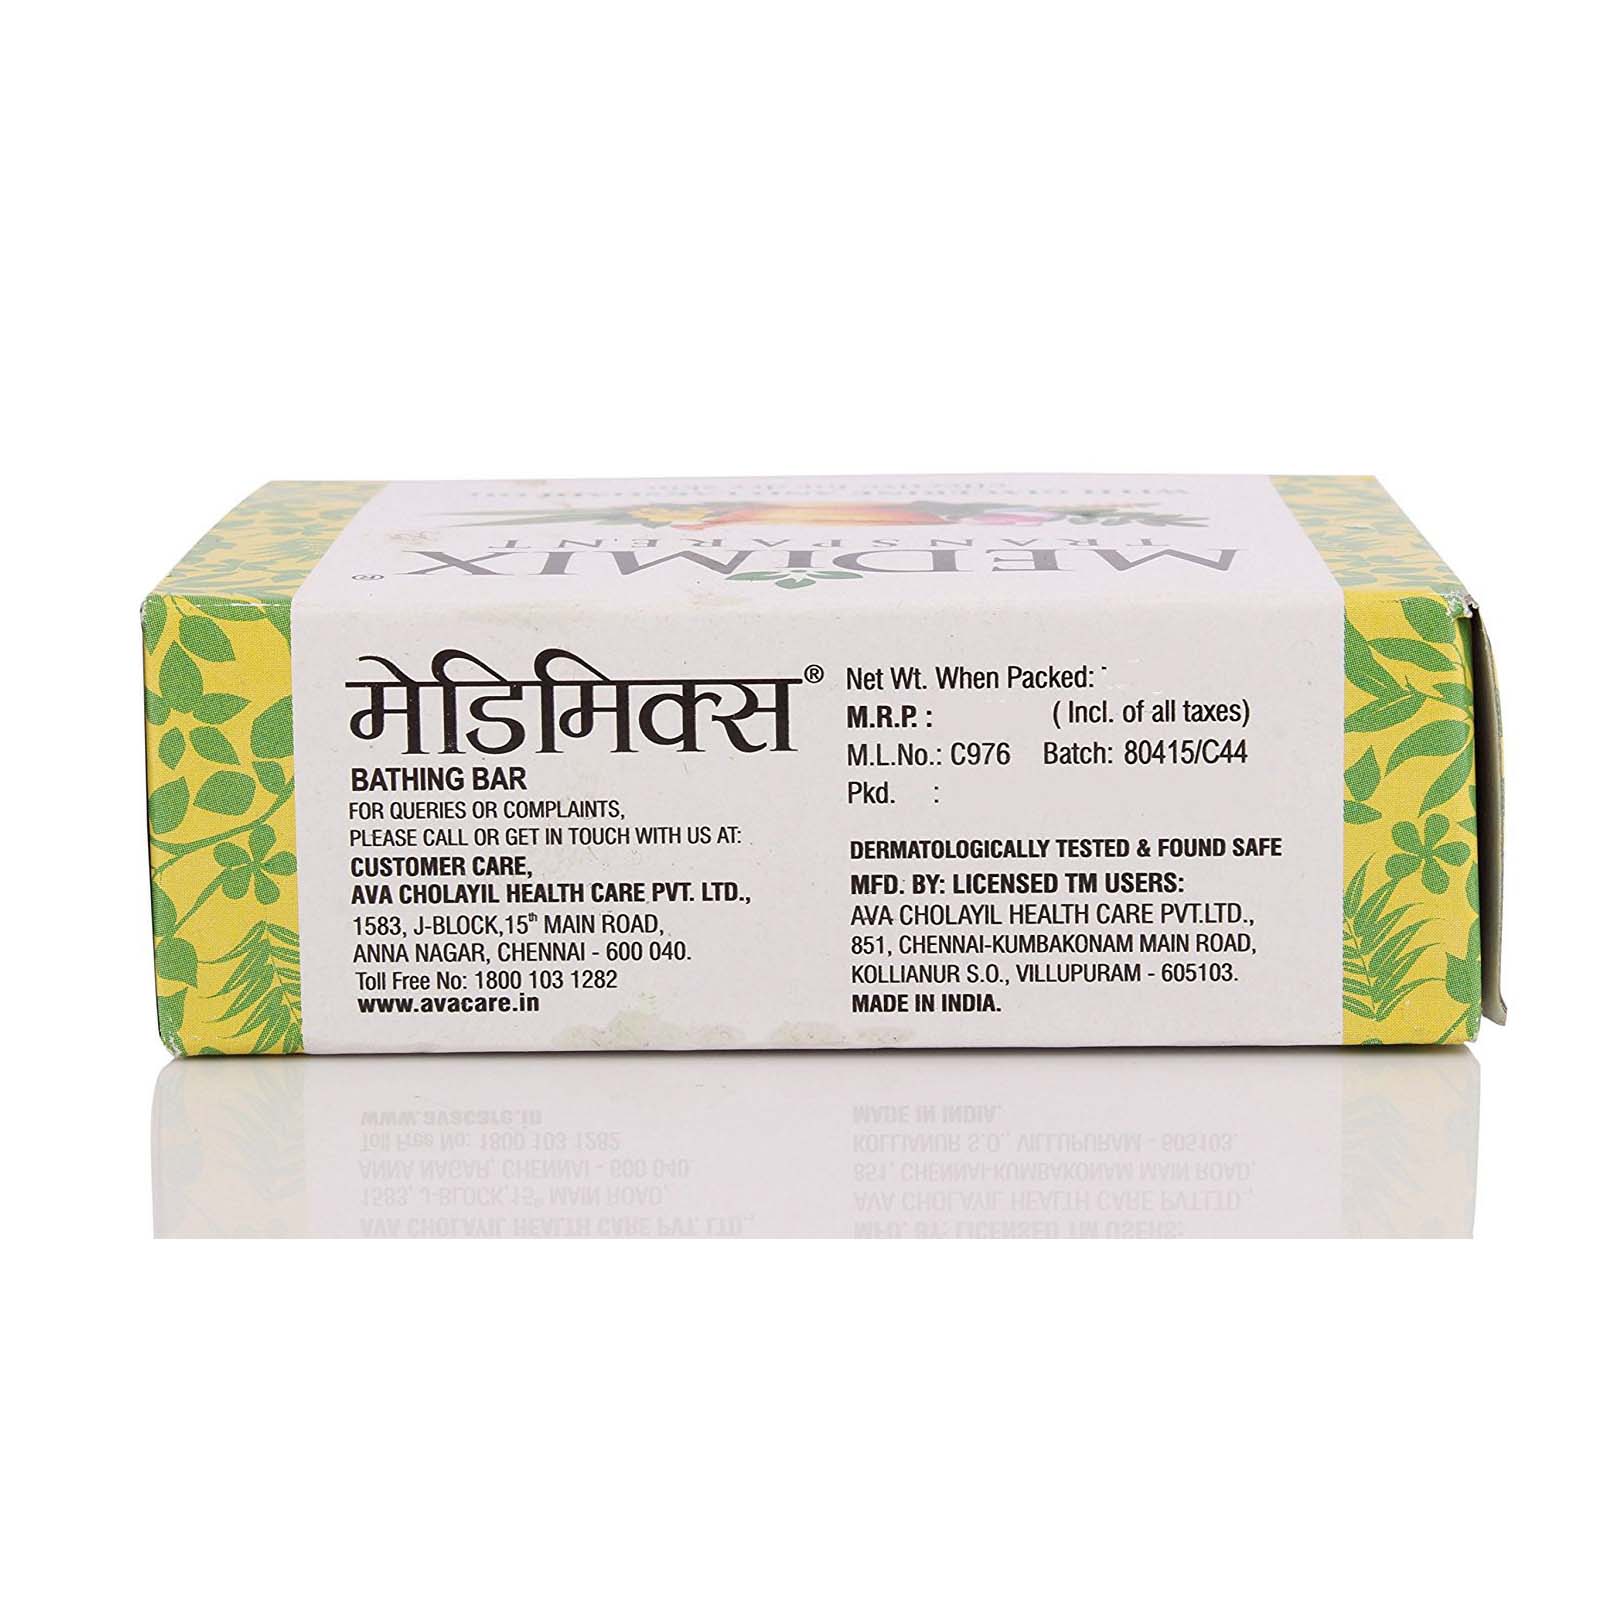 MEDIMIX®
TRANSPARENT
मेडिमिक्स®
BATHING BAR
FOR QUERIES OR COMPLAINTS,
PLEASE CALL OR GET IN TOUCH WITH US AT:
CUSTOMER CARE,
AVA CHOLAYIL HEALTH CARE PVT. LTD.,
1583, J-BLOCK,15th MAIN ROAD,
ANNA NAGAR, CHENNAI - 600 040.
Toll Free No: 1800 103 1282
www.avacare.in
Net Wt. When Packed:
M.R.P. : ( Incl. of all taxes)
M.L.No.: C976 Batch: 80415/C44
Pkd. :
DERMATOLOGICALLY TESTED & FOUND SAFE
MFD. BY: LICENSED TM USERS:
AVA CHOLAYIL HEALTH CARE PVT.LTD.,
851, CHENNAI-KUMBAKONAM MAIN ROAD,
KOLLIANUR S.O., VILLUPURAM - 605103.
MADE IN INDIA.